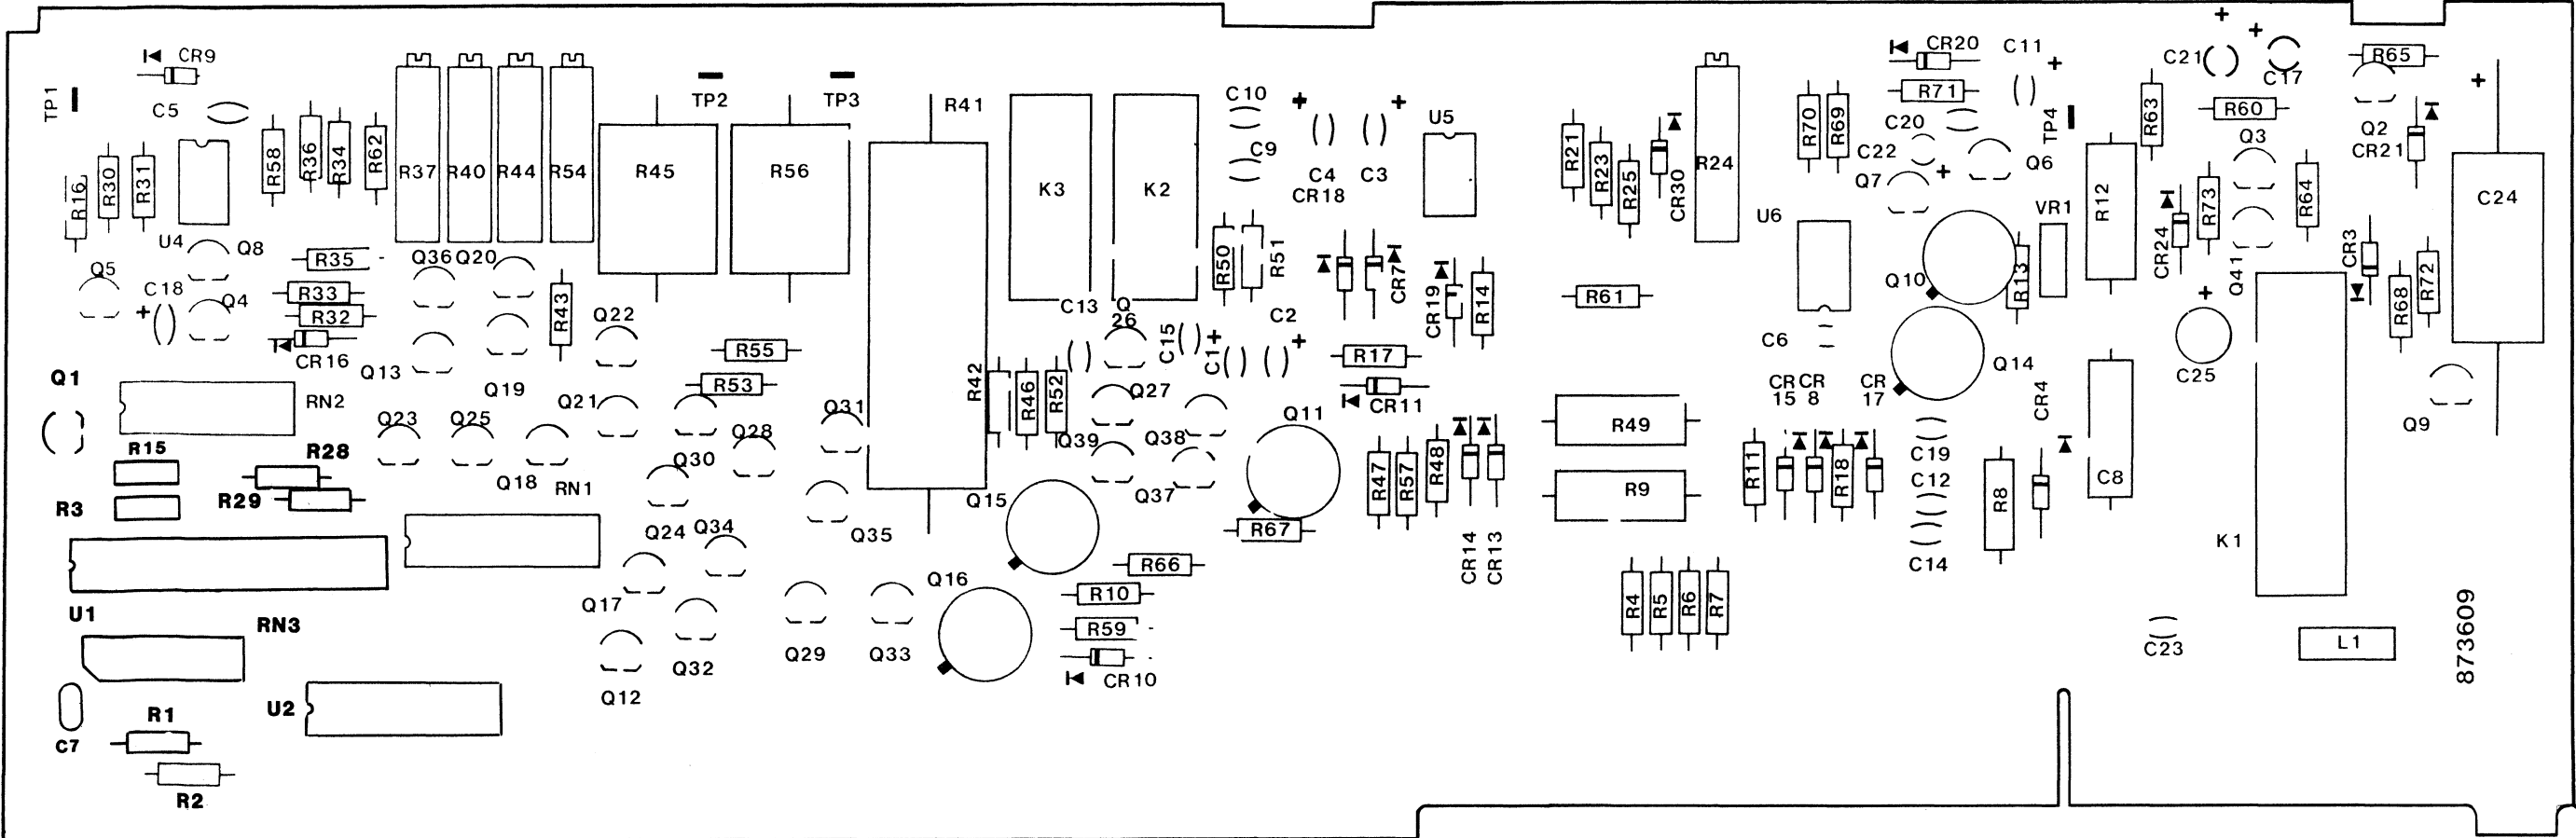 CR9
TP1
C5
R16
R30
R31
U4
R58
R36
R34
R62
R37
R40
R44
R54
TP2
R45
TP3
R56
R41
K3
K2
C10
C9
+
C4
CR18
+
C3
U5
R21
R23
R25
CR30
R24
R70
R69
CR20
R71
C11
+
C20
C22
Q7
+
Q6
TP4
R63
+
C21
+
C17
R65
R60
Q3
Q2
CR21
+
C24
Q5
Q8
C18
+
Q4
R35
R33
R32
CR16
Q36
Q20
R43
Q22
Q13
Q19
R55
R53
C13
Q
26
R50
R51
CR7
CR19
R14
C15
+
C1
C2
+
R17
CR11
R61
U6
C6
Q10
R13
VR1
R12
CR24
R73
R64
Q41
CR3
R68
R72
+
C25
Q14
Q9
Q1
RN2
R15
R3
R28
R29
Q23
Q25
Q18
Q21
Q30
Q28
Q31
R42
R46
R52
Q27
Q39
Q38
Q37
Q11
R67
R47
R57
R48
CR14
CR13
R49
R9
CR
15
CR
8
CR
17
R11
R18
C19
C12
C14
CR4
R8
C8
K1
RN1
Q24
Q34
Q35
Q15
Q16
R66
R10
R59
CR10
R4
R5
R6
R7
C23
L1
8736609
U1
RN3
Q17
Q12
Q32
Q29
Q33
C7
R1
R2
U2